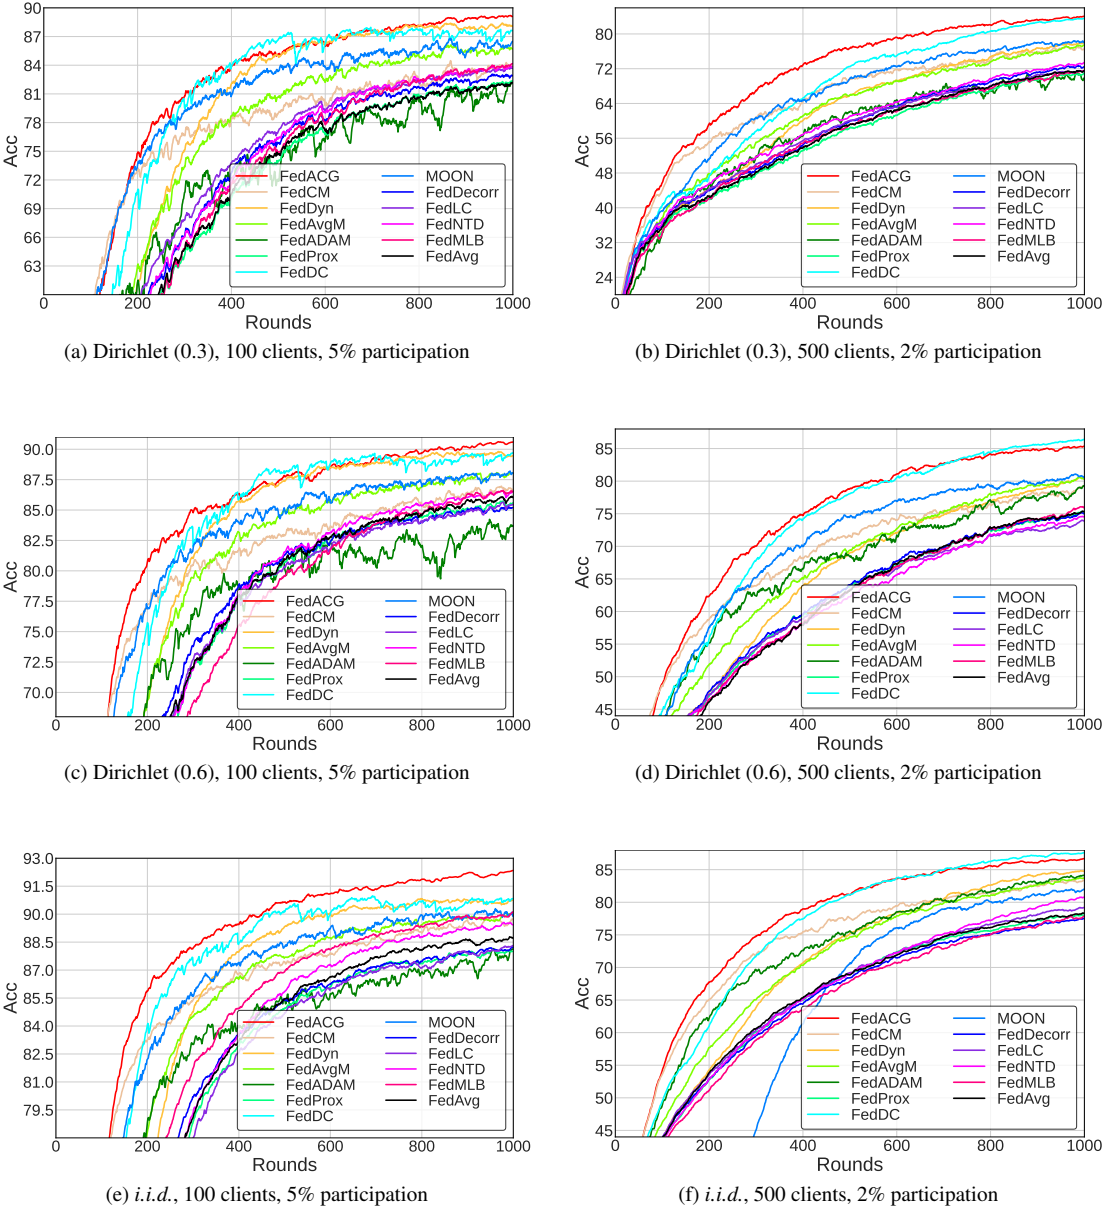 90
87
84
81
78
75
72
69
66
63
Acc
FedACG
FedCM
FedDyn
FedAvgM
FedADAM
FedProx
FedDC
MOON
FedDecorr
FedLC
FedNTD
FedMLB
FedAvg
0 200 400 600 800 1000
Rounds
(a) Dirichlet (0.3), 100 clients, 5% participation
80
72
64
56
48
40
32
24
Acc
FedACG
FedCM
FedDyn
FedAvgM
FedADAM
FedProx
FedDC
MOON
FedDecorr
FedLC
FedNTD
FedMLB
FedAvg
0 200 400 600 800 1000
Rounds
(b) Dirichlet (0.3), 500 clients, 2% participation
90.0
87.5
85.0
82.5
80.0
77.5
75.0
72.5
70.0
Acc
FedACG
FedCM
FedDyn
FedAvgM
FedADAM
FedProx
FedDC
MOON
FedDecorr
FedLC
FedNTD
FedMLB
FedAvg
0 200 400 600 800 1000
Rounds
(c) Dirichlet (0.6), 100 clients, 5% participation
85
80
75
70
65
60
55
50
45
Acc
FedACG
FedCM
FedDyn
FedAvgM
FedADAM
FedProx
FedDC
MOON
FedDecorr
FedLC
FedNTD
FedMLB
FedAvg
0 200 400 600 800 1000
Rounds
(d) Dirichlet (0.6), 500 clients, 2% participation
93.0
91.5
90.0
88.5
87.0
85.5
84.0
82.5
81.0
79.5
Acc
FedACG
FedCM
FedDyn
FedAvgM
FedADAM
FedProx
FedDC
MOON
FedDecorr
FedLC
FedNTD
FedMLB
FedAvg
0 200 400 600 800 1000
Rounds
(e) i.i.d., 100 clients, 5% participation
85
80
75
70
65
60
55
50
45
Acc
FedACG
FedCM
FedDyn
FedAvgM
FedADAM
FedProx
FedDC
MOON
FedDecorr
FedLC
FedNTD
FedMLB
FedAvg
0 200 400 600 800 1000
Rounds
(f) i.i.d., 500 clients, 2% participation